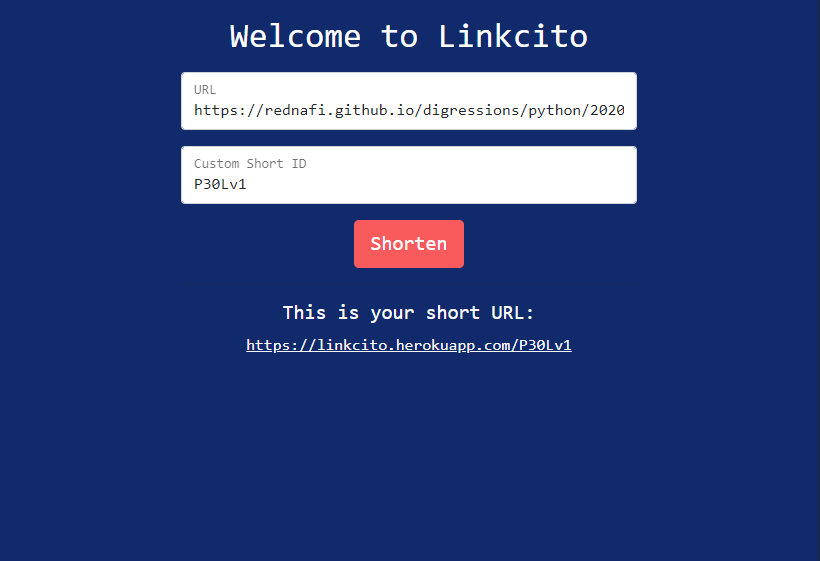 Welcome to Linkcito
URL
https://rednafi.github.io/digressions/python/2020
Custom Short ID
P30Lv1
Shorten
This is your short URL:
https://linkcito.herokuapp.com/P30Lv1